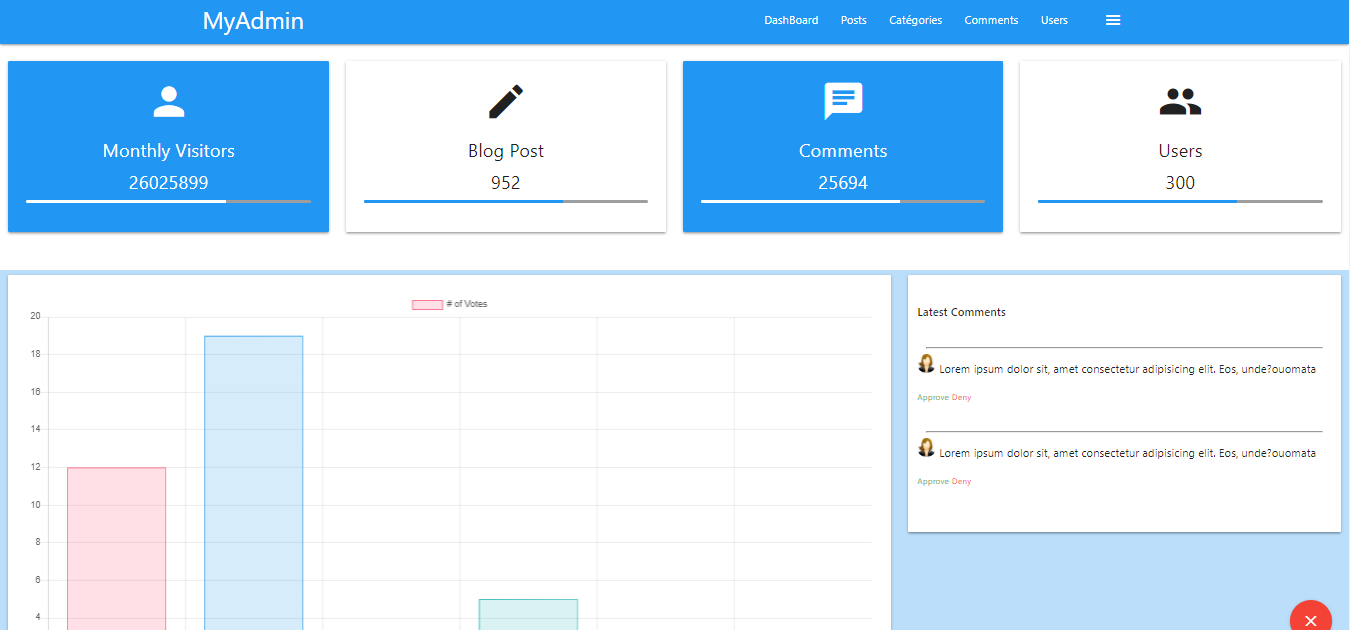 MyAdmin
DashBoard Posts Catégories Comments Users
Monthly Visitors
26025899
Blog Post
952
Comments
25694
Users
300
# of Votes
20
18
16
14
12
10
8
6
4
Latest Comments
Lorem ipsum dolor sit, amet consectetur adipisicing elit. Eos, unde?ouomata
Approve Deny
Lorem ipsum dolor sit, amet consectetur adipisicing elit. Eos, unde?ouomata
Approve Deny